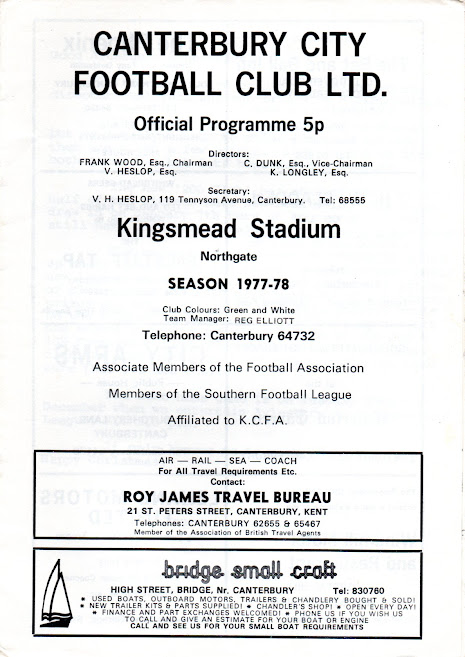 CANTERBURY CITY
FOOTBALL CLUB LTD.
Official Programme 5p
Directors:
FRANK WOOD, Esq., Chairman C. DUNK, Esq., Vice-Chairman
V. HESLOP, Esq. K. LONGLEY, Esq.
Secretary:
V. H. HESLOP, 119 Tennyson Avenue, Canterbury. Tel: 68555
Kingsmead Stadium
Northgate
SEASON 1977-78
Club Colours: Green and White
Team Manager: REG ELLIOTT
Telephone: Canterbury 64732
Associate Members of the Football Association
Members of the Southern Football League
Affiliated to K.C.F.A.
AIR — RAIL — SEA — COACH
For All Travel Requirements Etc.
Contact:
ROY JAMES TRAVEL BUREAU
21 ST. PETERS STREET, CANTERBURY, KENT
Telephones: CANTERBURY 62655 & 65467
Member of the Association of British Travel Agents
bridge small craft
HIGH STREET, BRIDGE, Nr. CANTERBURY Tel: 830760
* USED BOATS, OUTBOARD MOTORS, TRAILERS & CHANDLERY BOUGHT & SOLD!
* NEW TRAILER KITS & PARTS SUPPLIED! * CHANDLER'S SHOP! * OPEN EVERY DAY!
* FINANCE AND PART EXCHANGES WELCOMED! * PHONE US IF YOU WISH US
TO CALL AND GIVE AN ESTIMATE FOR YOUR BOAT OR ENGINE
CALL AND SEE US FOR YOUR SMALL BOAT REQUIREMENTS